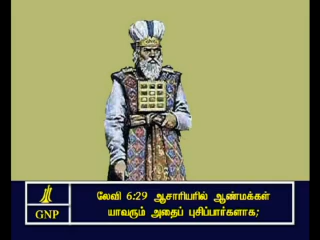 லேவி 6:29 ஆசாரியரில் ஆண்மக்கள்
யாவரும் அதைப் புசிப்பார்களாக;
GNP